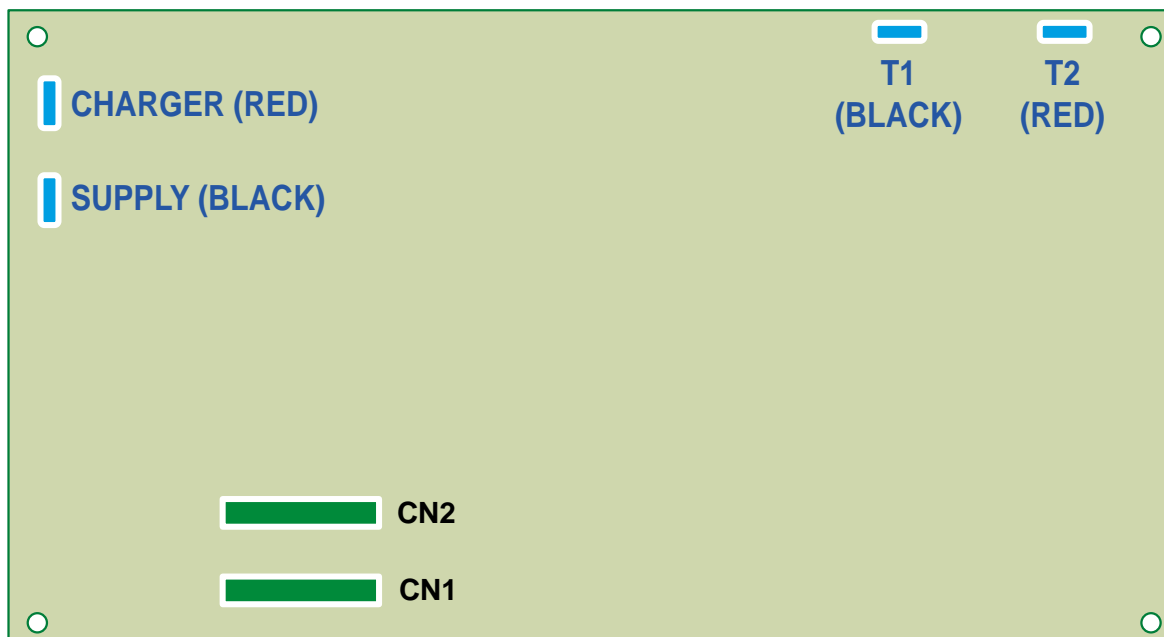 T1
(BLACK)
T2
(RED)
CHARGER (RED)
SUPPLY (BLACK)
CN2
CN1